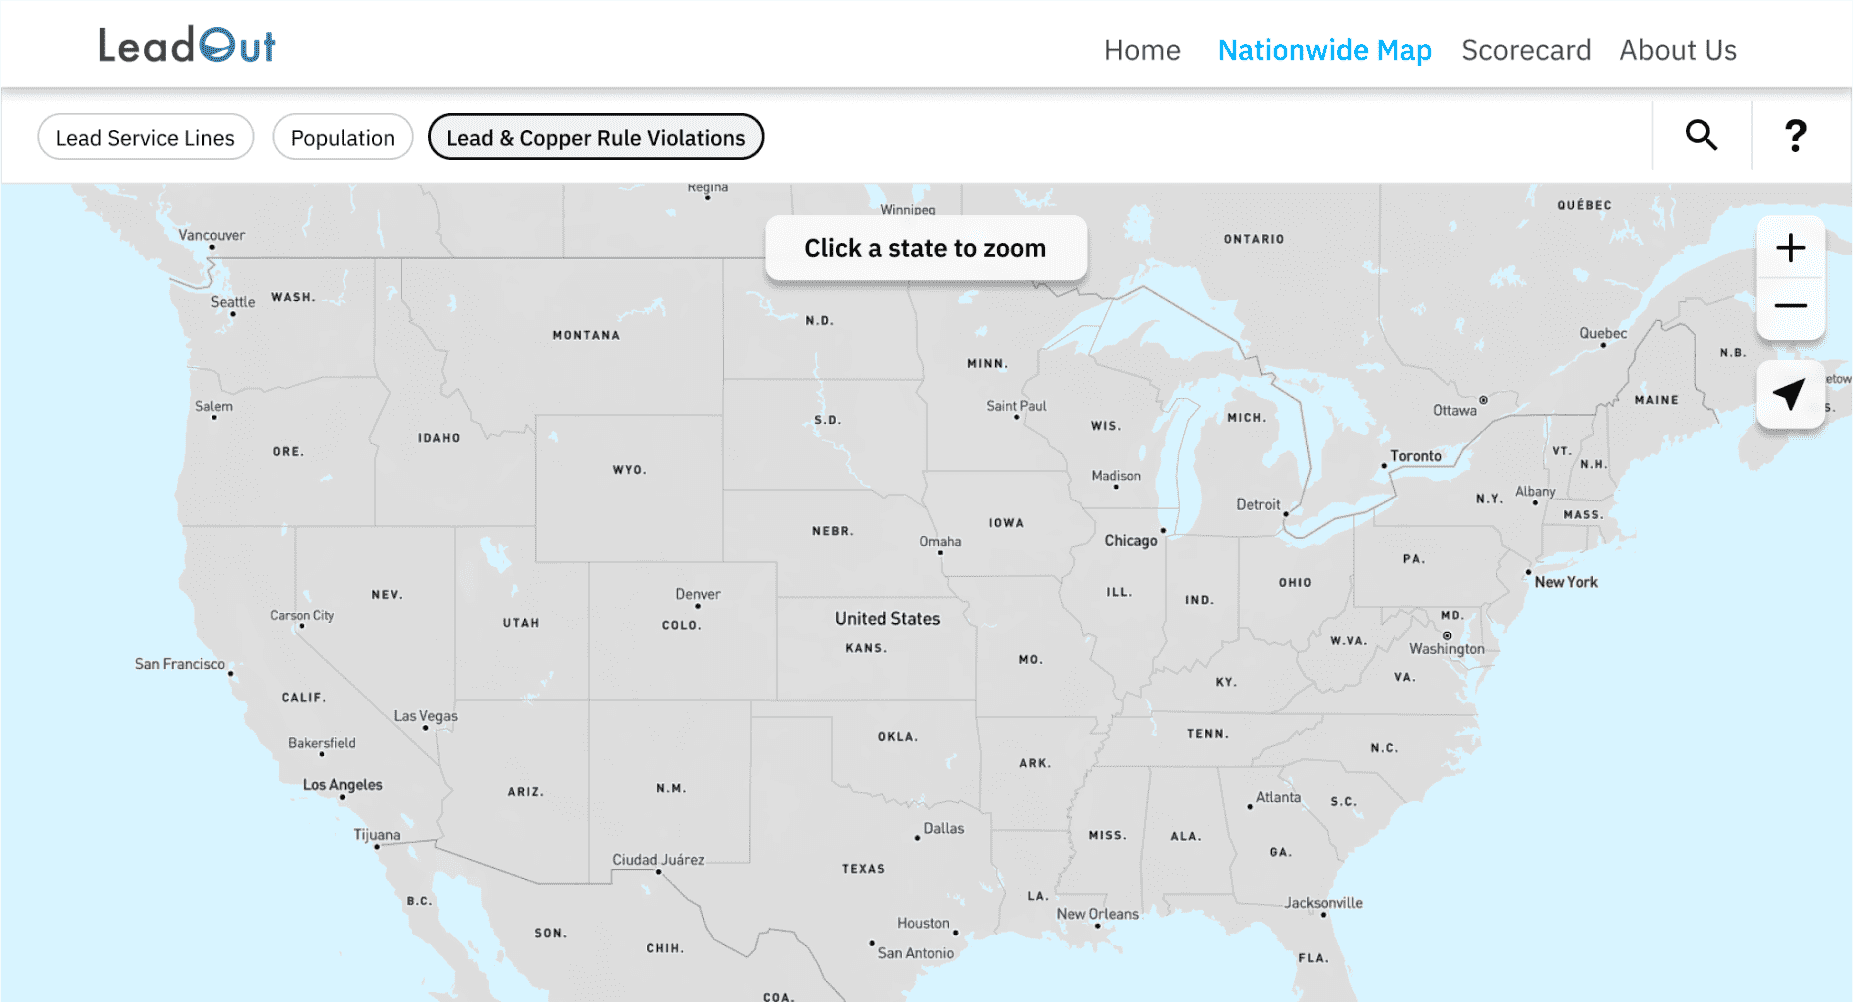 LeadOut
Home Nationwide Map Scorecard About Us
Lead Service Lines Population Lead & Copper Rule Violations ?
Regina
Winnipeg
QUÉBEC
Vancouver
ONTARIO
Click a state to zoom
+
−
Seattle
WASH.
N.D.
MONTANA
Quebec
N.B.
MINN.
MAINE
Salem
Saint Paul
Ottawa
S.D.
MICH.
WIS.
IDAHO
ORE.
VT.
Toronto
N.H.
WYO.
Madison
Albany
N.Y.
Detroit
MASS.
IOWA
NEBR.
Omaha
Chicago
PA.
OHIO
New York
NEV.
Denver
ILL.
IND.
Carson City
MD.
United States
UTAH
COLO.
W.VA.
KANS.
Washington
MO.
San Francisco
VA.
KY.
CALIF.
Las Vegas
TENN.
OKLA.
Bakersfield
N.C.
ARK.
Los Angeles
N.M.
ARIZ.
Atlanta
S.C.
Dallas
Tijuana
MISS.
ALA.
GA.
Ciudad Juárez
TEXAS
LA.
B.C.
Jacksonville
New Orleans
Houston
SON.
CHIH.
San Antonio
FLA.
COA.